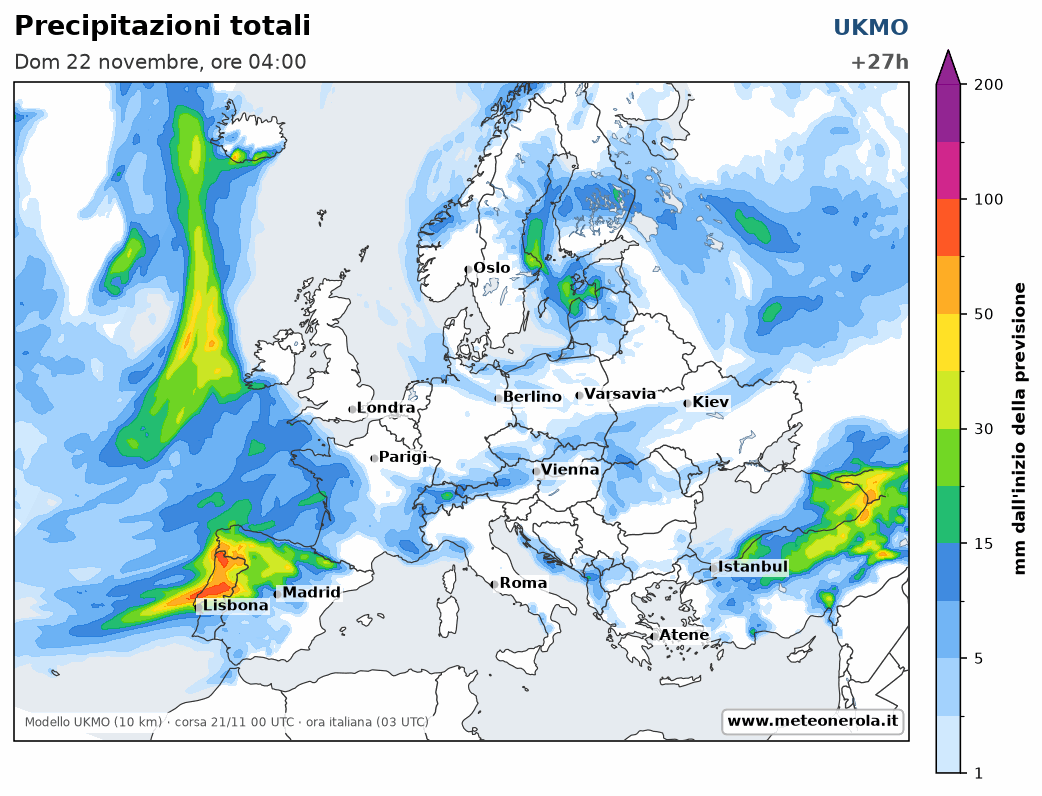 Precipitazioni totali
UKMO
Dom 22 novembre, ore 04:00
+27h
200
100
50
30
15
5
1
mm dall'inizio della previsione
Oslo
Berlino
Varsavia
Kiev
Londra
Parigi
Vienna
Istanbul
Roma
Madrid
Lisbona
Atene
Modello UKMO (10 km) · corsa 21/11 00 UTC · ora italiana (03 UTC)
www.meteonerola.it